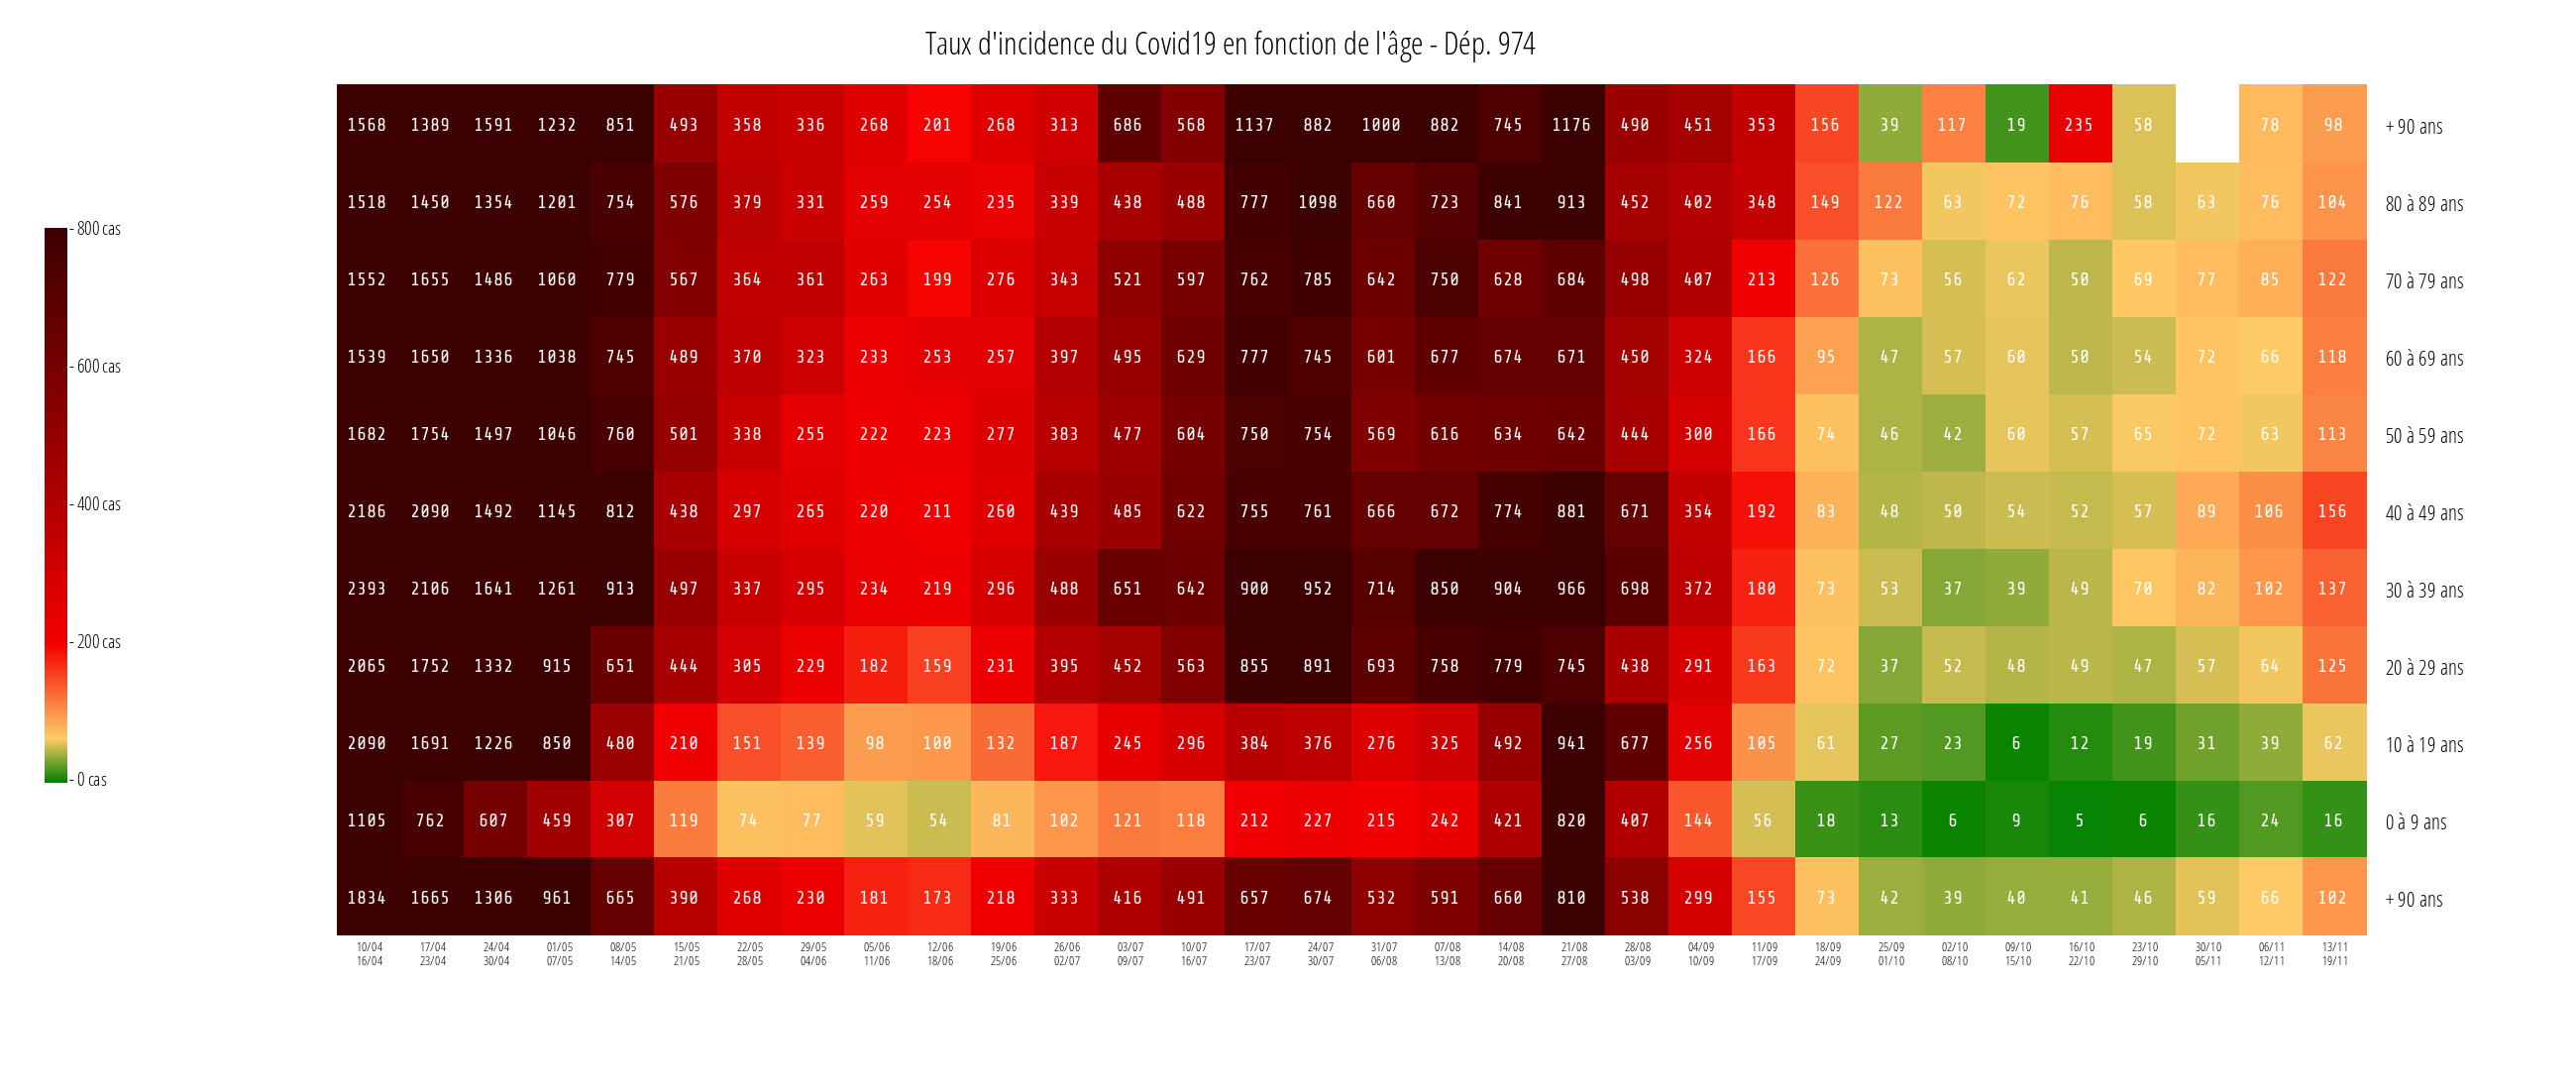 Taux d'incidence du Covid19 en fonction de l'âge - Dép. 974
- 800 cas
- 600 cas
- 400 cas
- 200 cas
- 0 cas
1568 1389 1591 1232 851 493 358 336 268 201 268 313 686 568 1137 882 1000 882 745 1176 490 451 353 156 39 117 19 235 58 78 98 + 90 ans
1518 1450 1354 1201 754 576 379 331 259 254 235 339 438 488 777 1098 660 723 841 913 452 402 348 149 122 63 72 76 58 63 76 104 80 à 89 ans
1552 1655 1486 1060 779 567 364 361 263 199 276 343 521 597 762 785 642 750 628 684 498 407 213 126 73 56 62 50 69 77 85 122 70 à 79 ans
1539 1650 1336 1038 745 489 370 323 233 253 257 397 495 629 777 745 601 677 674 671 450 324 166 95 47 57 60 50 54 72 66 118 60 à 69 ans
1682 1754 1497 1046 760 501 338 255 222 223 277 383 477 604 750 754 569 616 634 642 444 300 166 74 46 42 60 57 65 72 63 113 50 à 59 ans
2186 2090 1492 1145 812 438 297 265 220 211 260 439 485 622 755 761 666 672 774 881 671 354 192 83 48 50 54 52 57 89 106 156 40 à 49 ans
2393 2106 1641 1261 913 497 337 295 234 219 296 488 651 642 900 952 714 850 904 966 698 372 180 73 53 37 39 49 70 82 102 137 30 à 39 ans
2065 1752 1332 915 651 444 305 229 182 159 231 395 452 563 855 891 693 758 779 745 438 291 163 72 37 52 48 49 47 57 64 125 20 à 29 ans
2090 1691 1226 850 480 210 151 139 98 100 132 187 245 296 384 376 276 325 492 941 677 256 105 61 27 23 6 12 19 31 39 62 10 à 19 ans
1105 762 607 459 307 119 74 77 59 54 81 102 121 118 212 227 215 242 421 820 407 144 56 18 13 6 9 5 6 16 24 16 0 à 9 ans
1834 1665 1306 961 665 390 268 230 181 173 218 333 416 491 657 674 532 591 660 810 538 299 155 73 42 39 40 41 46 59 66 102 + 90 ans
10/04 17/04 24/04 01/05 08/05 15/05 22/05 29/05 05/06 12/06 19/06 26/06 03/07 10/07 17/07 24/07 31/07 07/08 14/08 21/08 28/08 04/09 11/09 18/09 25/09 02/10 09/10 16/10 23/10 30/10 06/11 13/11
16/04 23/04 30/04 07/05 14/05 21/05 28/05 04/06 11/06 18/06 25/06 02/07 09/07 16/07 23/07 30/07 06/08 13/08 20/08 27/08 03/09 10/09 17/09 24/09 01/10 08/10 15/10 22/10 29/10 05/11 12/11 19/11